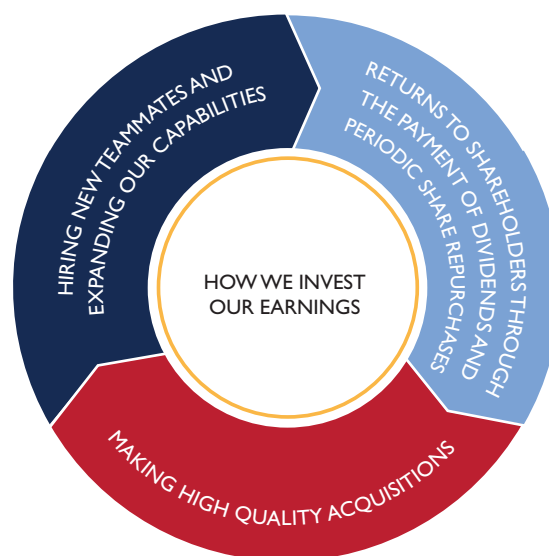 HIRING NEW TEAMMATES AND
EXPANDING OUR CAPABILITIES
RETURNS TO SHAREHOLDERS THROUGH
THE PAYMENT OF DIVIDENDS AND
PERIODIC SHARE REPURCHASES
HOW WE INVEST
OUR EARNINGS
MAKING HIGH QUALITY ACQUISITIONS